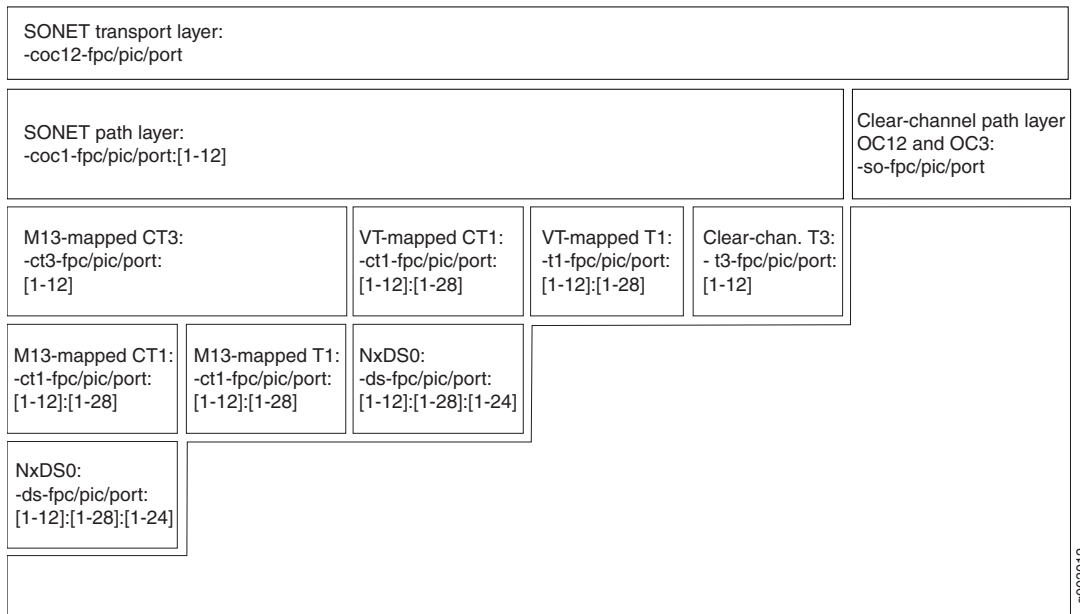 SONET transport layer:
-coc12-fpc/pic/port
SONET path layer:
-coc1-fpc/pic/port:[1-12]
Clear-channel path layer
OC12 and OC3:
-so-fpc/pic/port
M13-mapped CT3:
-ct3-fpc/pic/port:
[1-12]
VT-mapped CT1:
-ct1-fpc/pic/port:
[1-12]:[1-28]
VT-mapped T1:
-t1-fpc/pic/port:
[1-12]:[1-28]
Clear-chan. T3:
- t3-fpc/pic/port:
[1-12]
M13-mapped CT1:
-ct1-fpc/pic/port:
[1-12]:[1-28]
M13-mapped T1:
-ct1-fpc/pic/port:
[1-12]:[1-28]
NxDS0:
-ds-fpc/pic/port:
[1-12]:[1-28]:[1-24]
NxDS0:
-ds-fpc/pic/port:
[1-12]:[1-28]:[1-24]